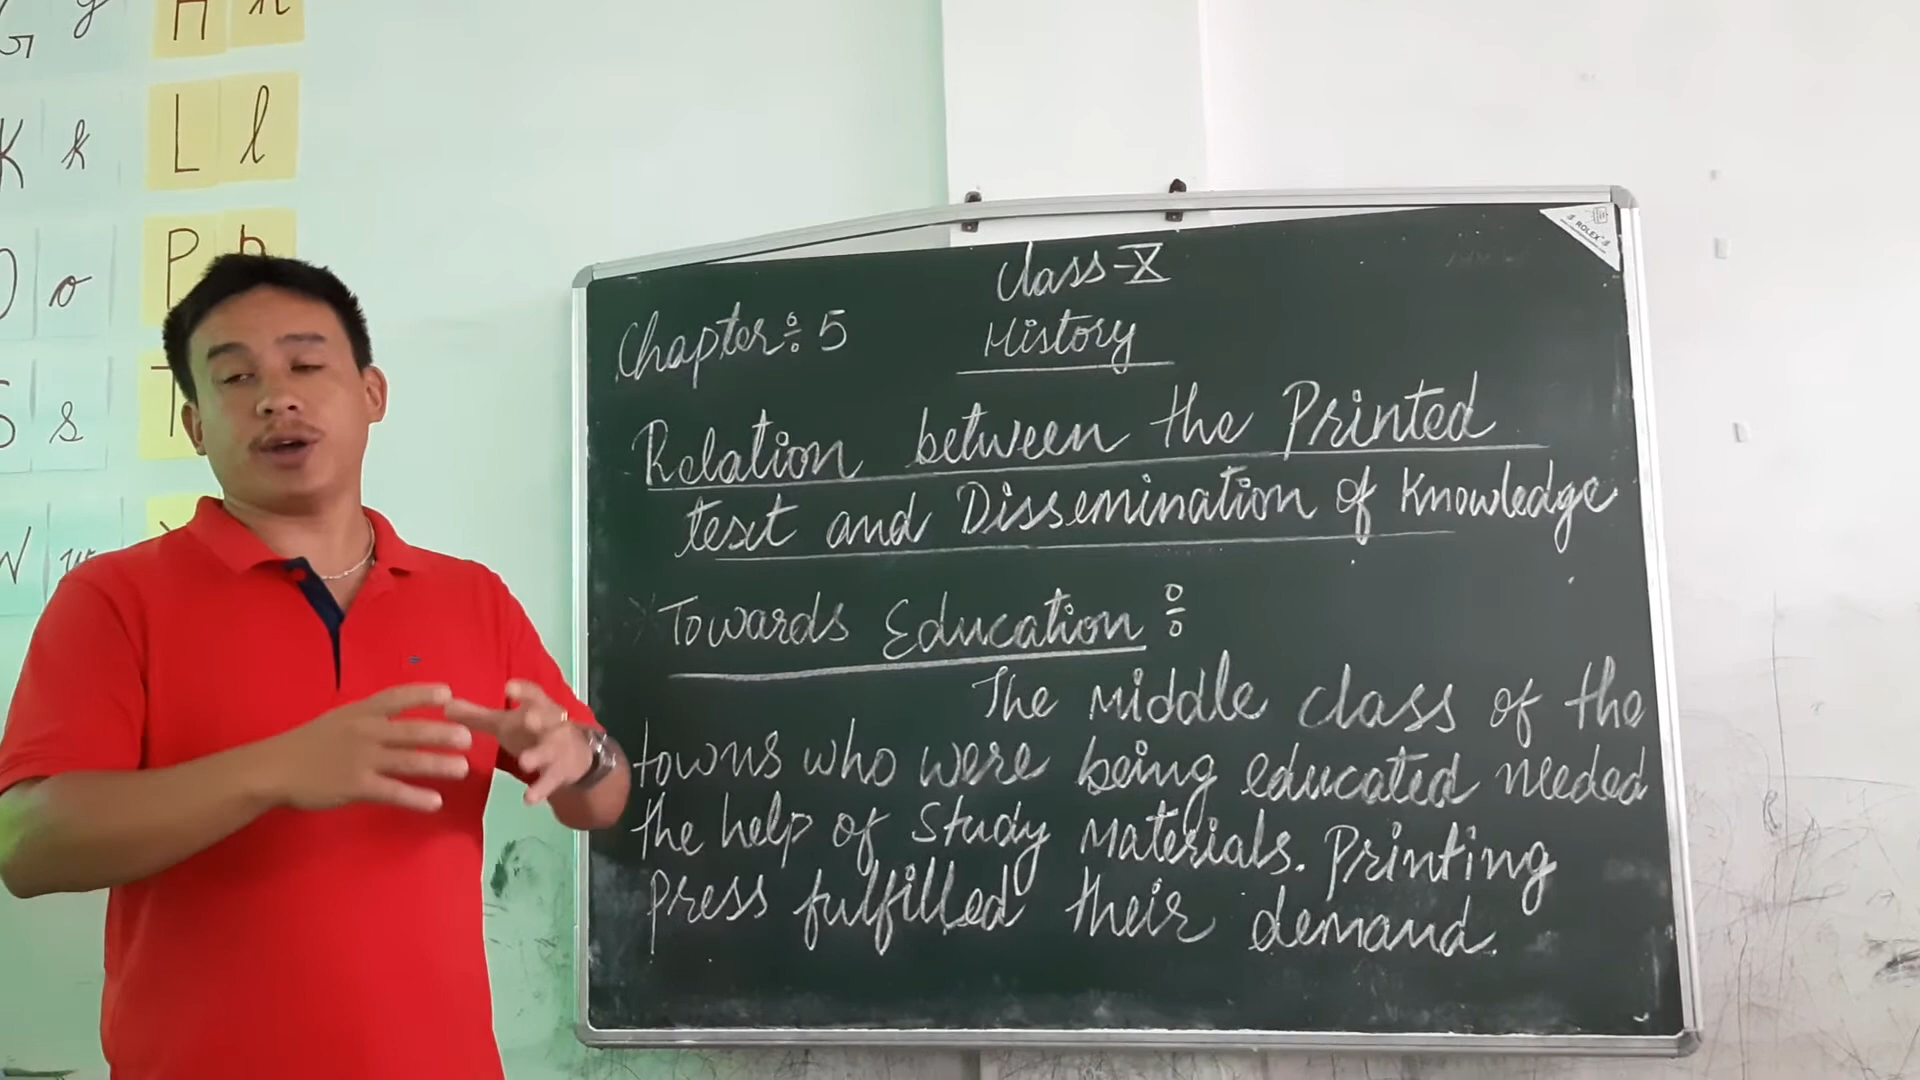 G g H h
K k L l
O o P p
S s T
W w
Class-X
Chapter÷ 5
History
Relation between the Printed
text and Dissemination of Knowledge
Towards Education ÷
The Middle class of the
towns who were being educated needed
the help of Study Materials. Printing
press fulfilled their demand.
ROLEX